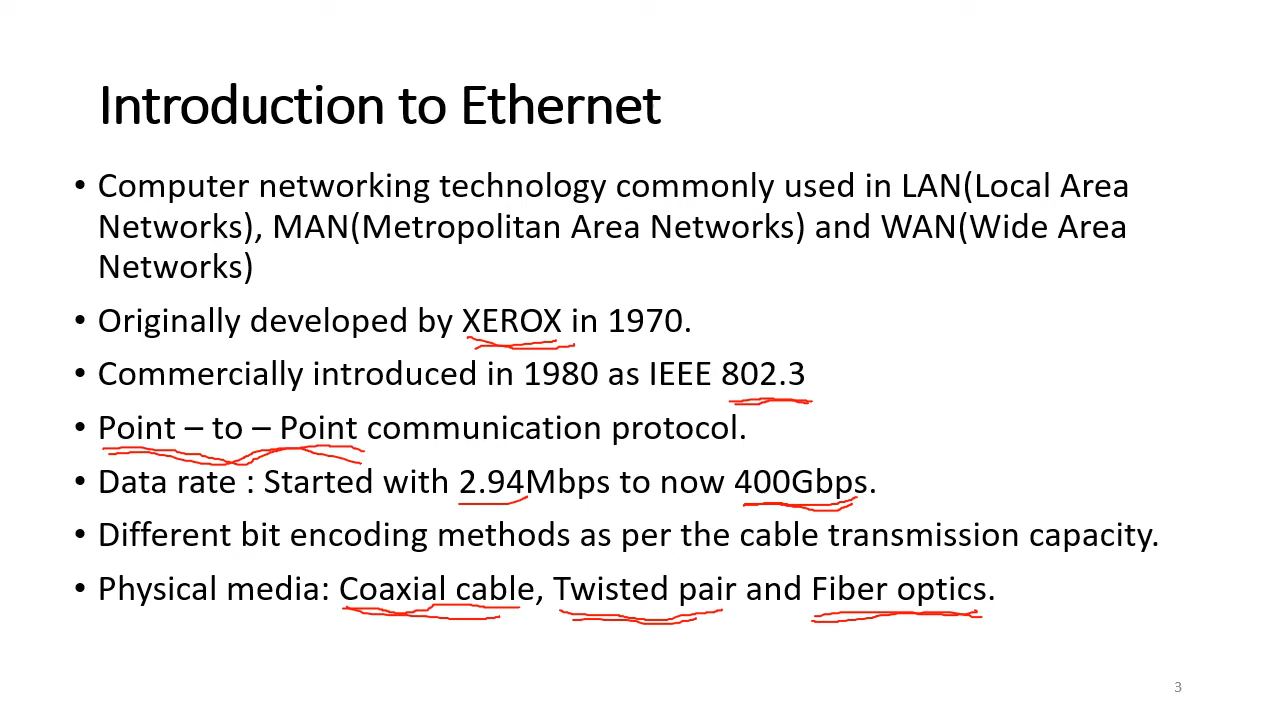 Introduction to Ethernet
• Computer networking technology commonly used in LAN(Local Area
Networks), MAN(Metropolitan Area Networks) and WAN(Wide Area
Networks)
• Originally developed by XEROX in 1970.
• Commercially introduced in 1980 as IEEE 802.3
• Point – to – Point communication protocol.
• Data rate : Started with 2.94Mbps to now 400Gbps.
• Different bit encoding methods as per the cable transmission capacity.
• Physical media: Coaxial cable, Twisted pair and Fiber optics.
3